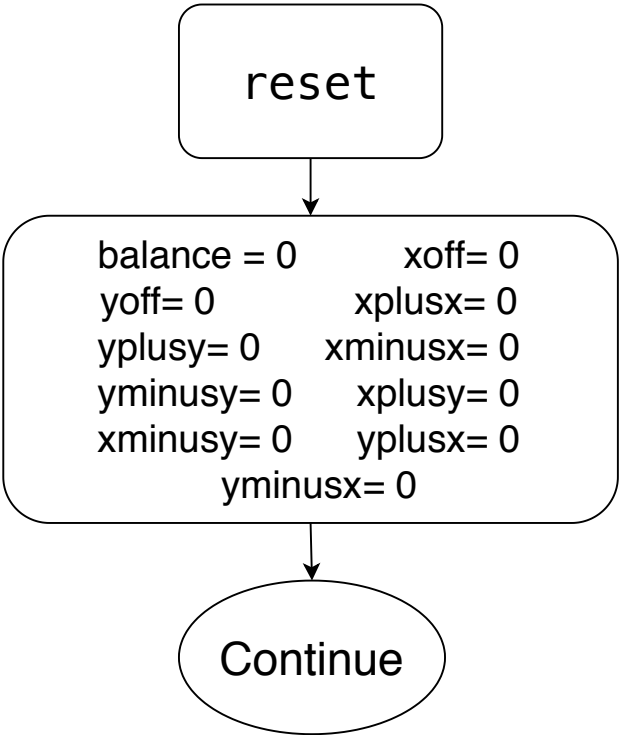 reset
balance = 0 xoff= 0
yoff= 0 xplusx= 0
yplusy= 0 xminusx= 0
yminusy= 0 xplusy= 0
xminusy= 0 yplusx= 0
yminusx= 0
Continue